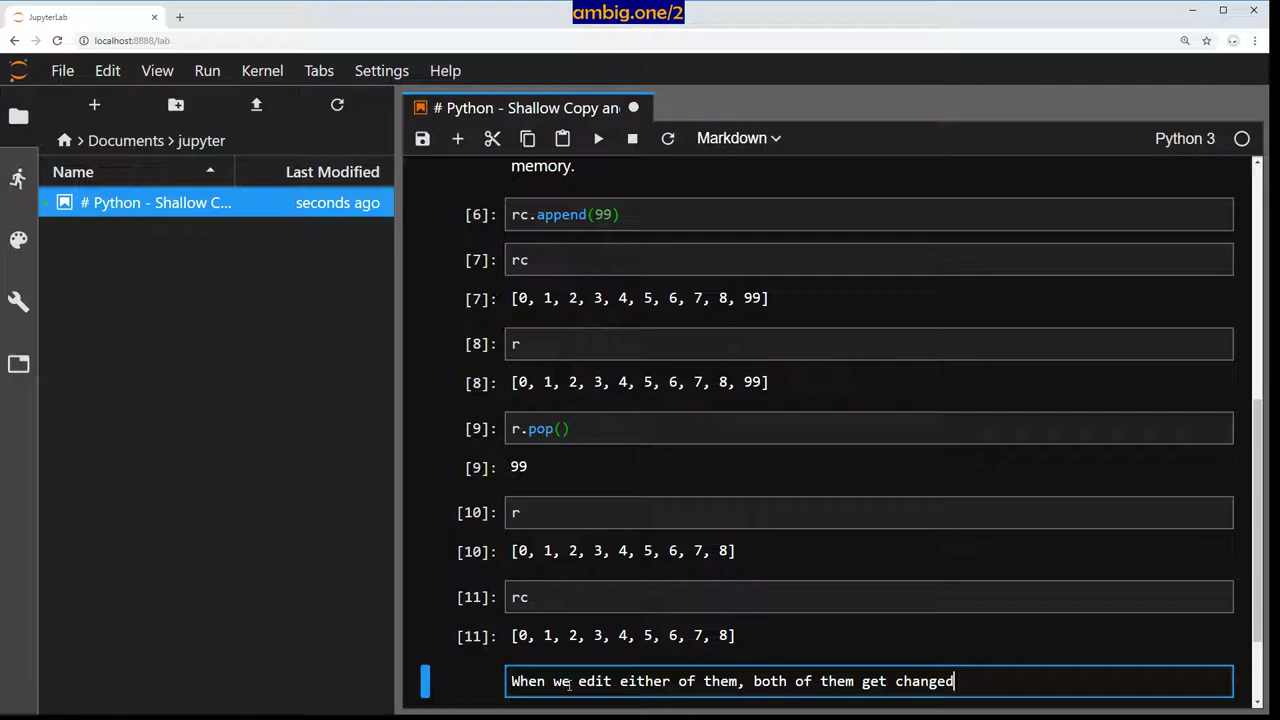 ambig.one/2
JupyterLab
localhost:8888/lab
File Edit View Run Kernel Tabs Settings Help
Documents jupyter
Name Last Modified
# Python - Shallow C... seconds ago
# Python - Shallow Copy an
Markdown Python 3
memory.
[6]: rc.append(99)
[7]: rc
[7]: [0, 1, 2, 3, 4, 5, 6, 7, 8, 99]
[8]: r
[8]: [0, 1, 2, 3, 4, 5, 6, 7, 8, 99]
[9]: r.pop()
[9]: 99
[10]: r
[10]: [0, 1, 2, 3, 4, 5, 6, 7, 8]
[11]: rc
[11]: [0, 1, 2, 3, 4, 5, 6, 7, 8]
When we edit either of them, both of them get changed